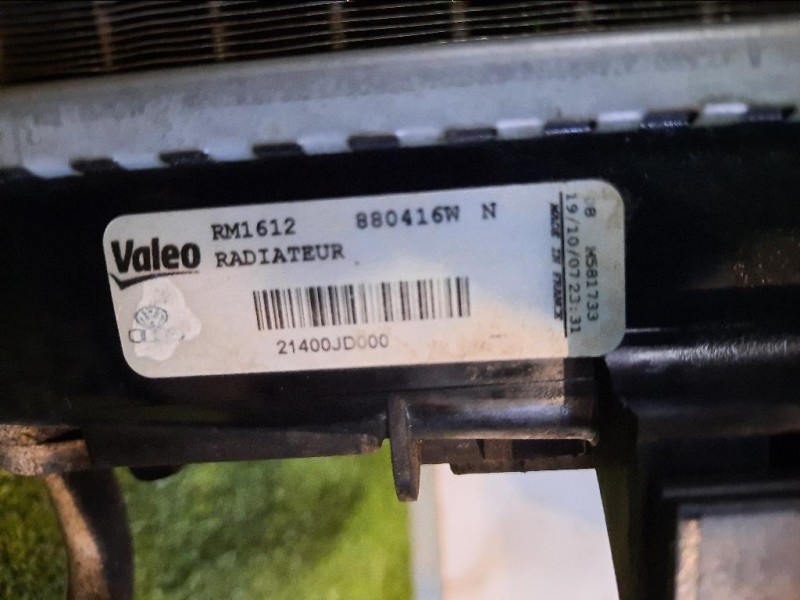 Valeo
RM1612 880416W N
RADIATEUR
21400JD000
MADE IN FRANCE
19/10/07 23:31
08 M581733